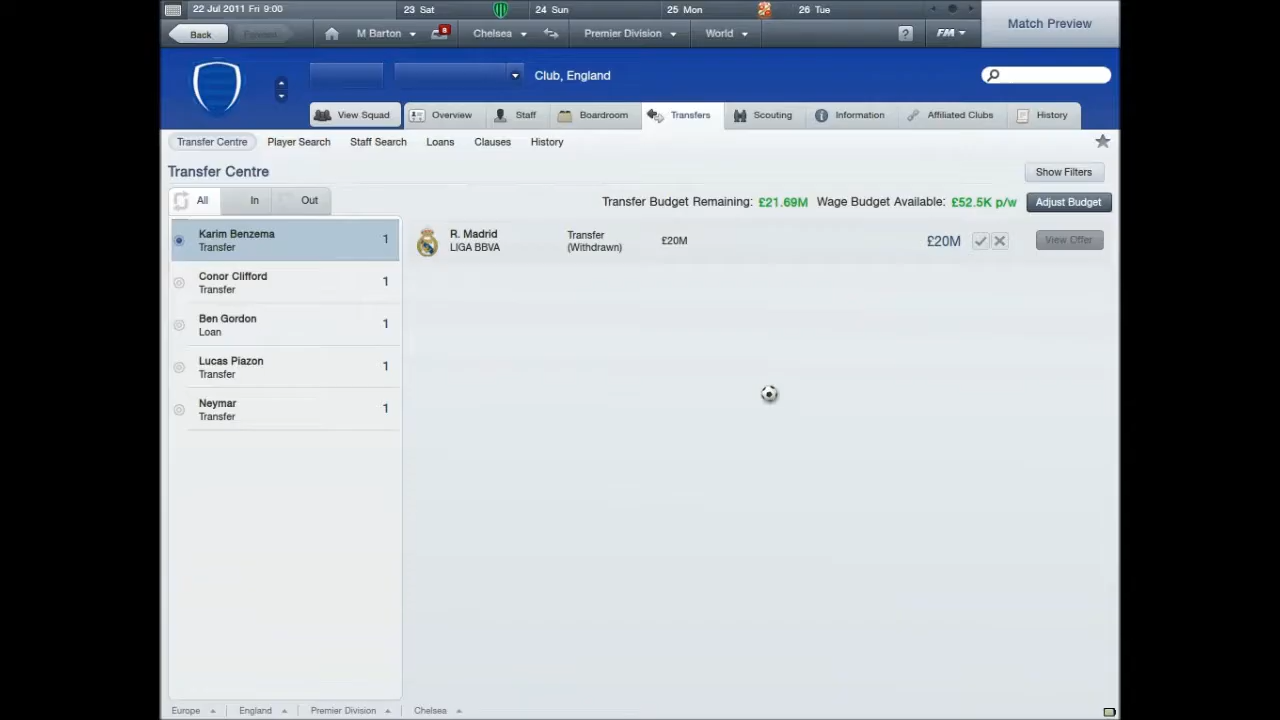 22 Jul 2011 Fri 9:00 23 Sat 24 Sun 25 Mon 26 Tue
Back M Barton 8 Chelsea Premier Division World ? FM Match Preview
Club, England
View Squad Overview Staff Boardroom Transfers Scouting Information Affiliated Clubs History
Transfer Centre Player Search Staff Search Loans Clauses History
Transfer Centre Show Filters
All In Out Transfer Budget Remaining: £21.69M Wage Budget Available: £52.5K p/w Adjust Budget
Karim Benzema 1 R. Madrid Transfer £20M £20M View Offer
Transfer LIGA BBVA (Withdrawn)
Conor Clifford 1
Transfer
Ben Gordon 1
Loan
Lucas Piazon 1
Transfer
Neymar 1
Transfer
Europe England Premier Division Chelsea